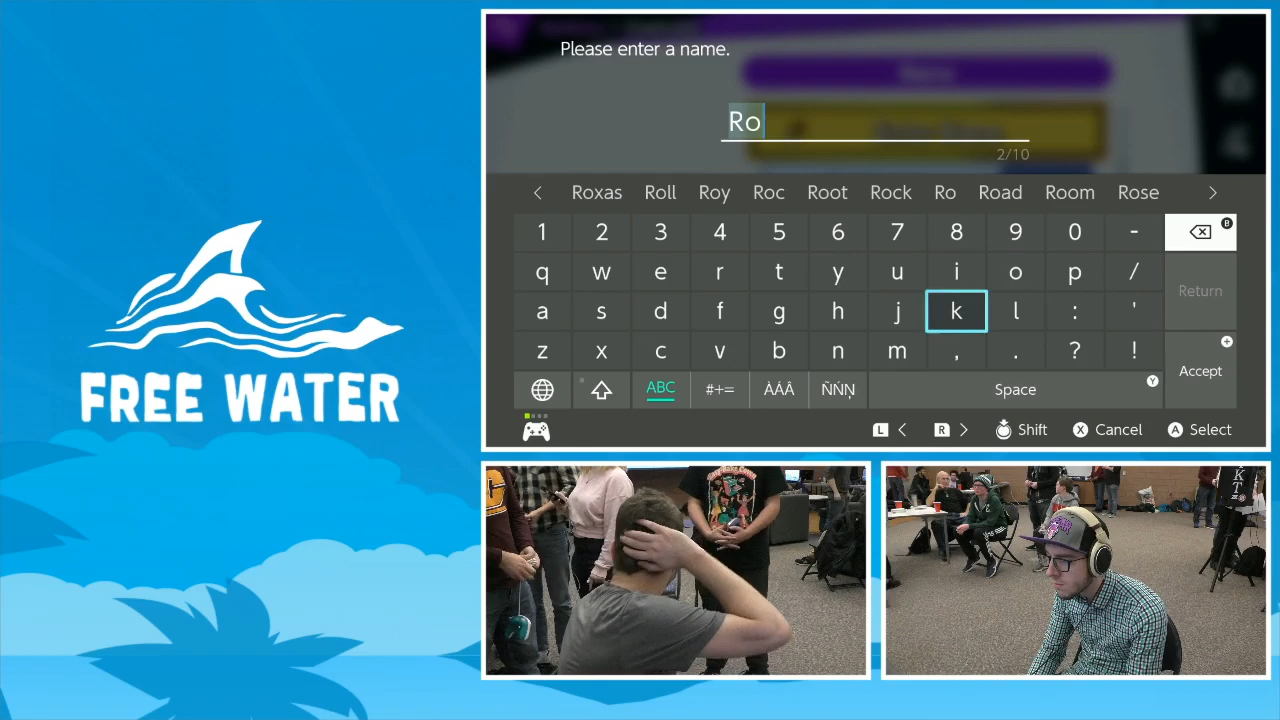 FREE WATER
Please enter a name.
Ro
2/10
< Roxas Roll Roy Roc Root Rock Ro Road Room Rose >
1 2 3 4 5 6 7 8 9 0 -
B
q w e r t y u i o p /
Return
a s d f g h j k l : '
z x c v b n m , . ? !
+
Accept
ABC #+= ÀÁÂ ÑŃŅ Space Y
L < R > Shift X Cancel A Select